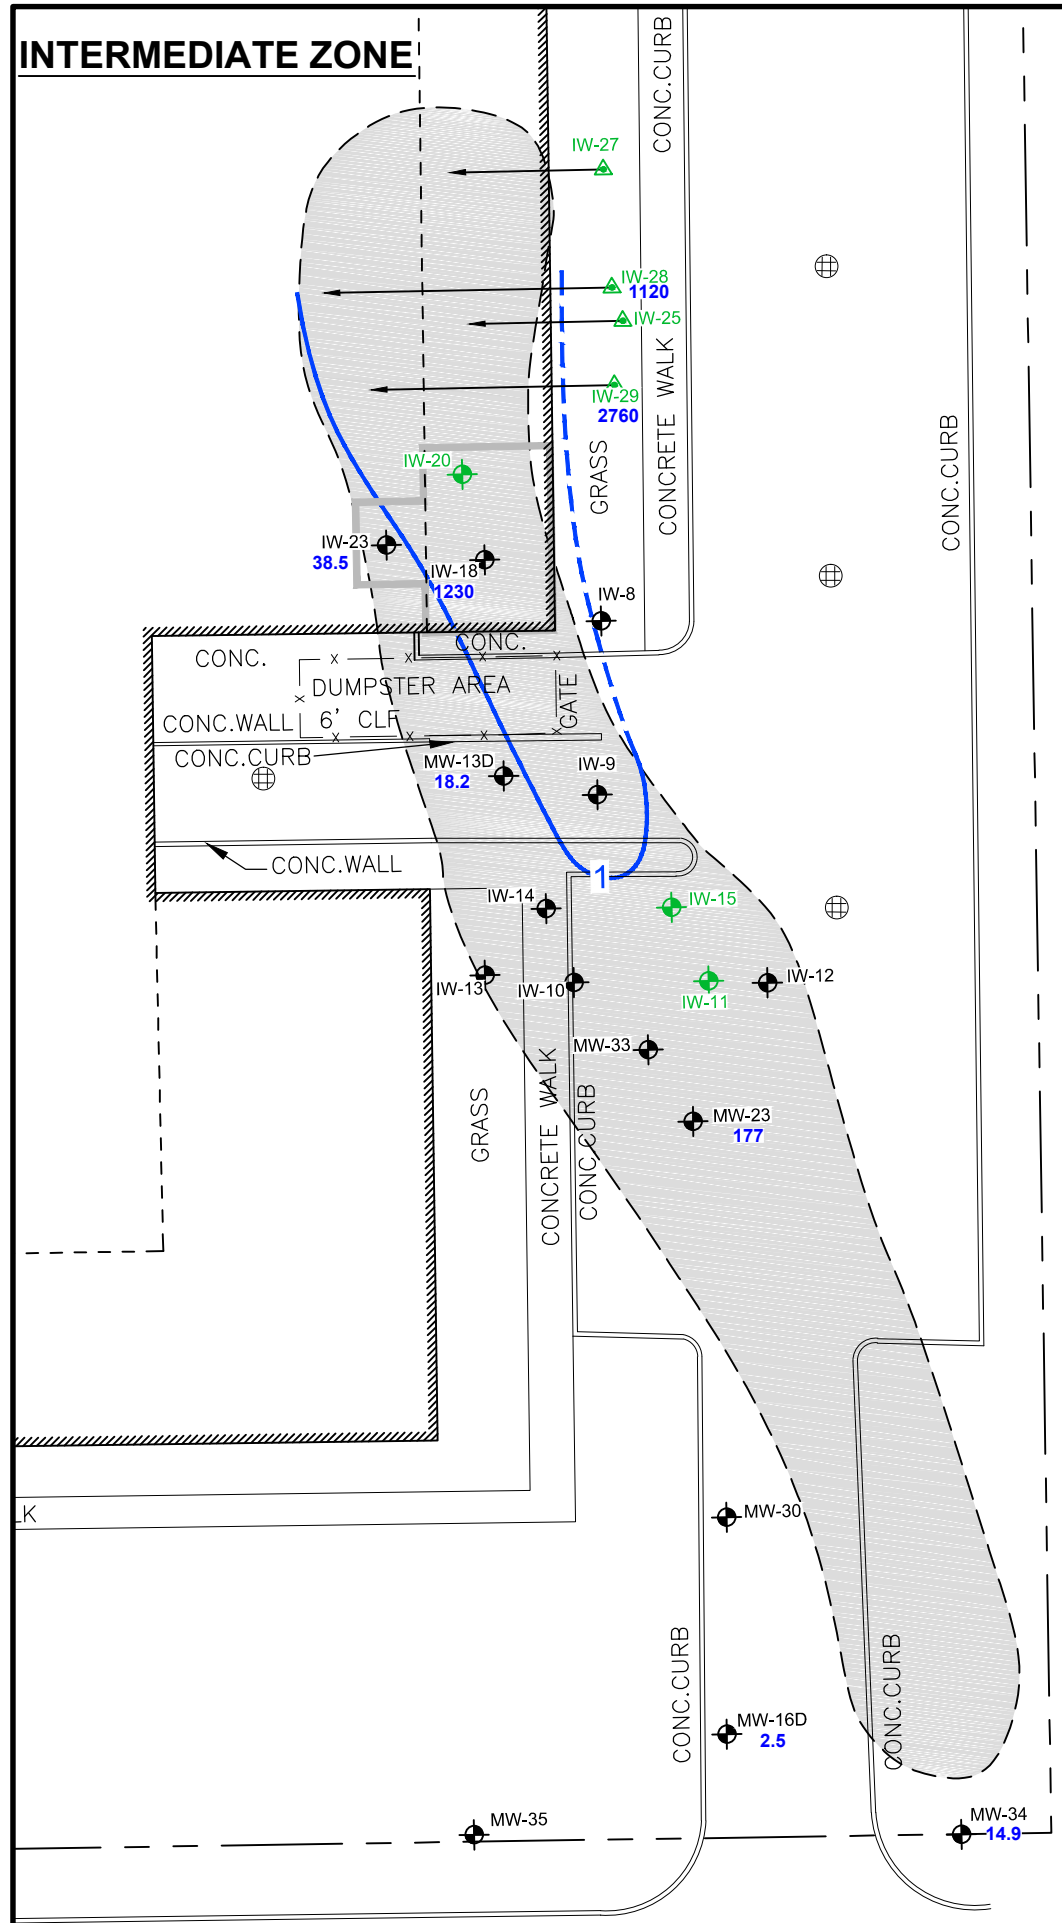 INTERMEDIATE ZONE
CONC.CURB
IW-27
IW-28
1120
IW-25
IW-29
2760
CONCRETE WALK
GRASS
CONC.CURB
IW-20
IW-23
38.5
IW-18
1230
IW-8
CONC.
CONC.
DUMPSTER AREA
GATE
CONC.WALL
6' CLF
CONC.CURB
MW-13D
18.2
IW-9
CONC.WALL
1
IW-14
IW-15
IW-13
IW-10
IW-11
IW-12
MW-33
GRASS
CONCRETE WALK
CONC.CURB
MW-23
177
LK
MW-30
CONC.CURB
CONC.CURB
MW-16D
2.5
MW-35
MW-34
14.9